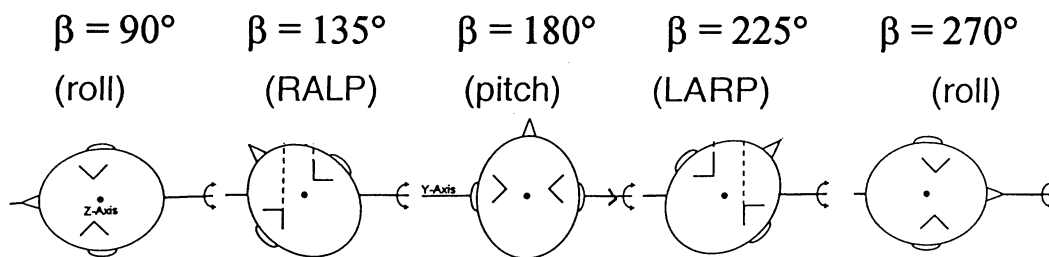 β = 90° β = 135° β = 180° β = 225° β = 270°
(roll) (RALP) (pitch) (LARP) (roll)
Y-Axis
Z-Axis